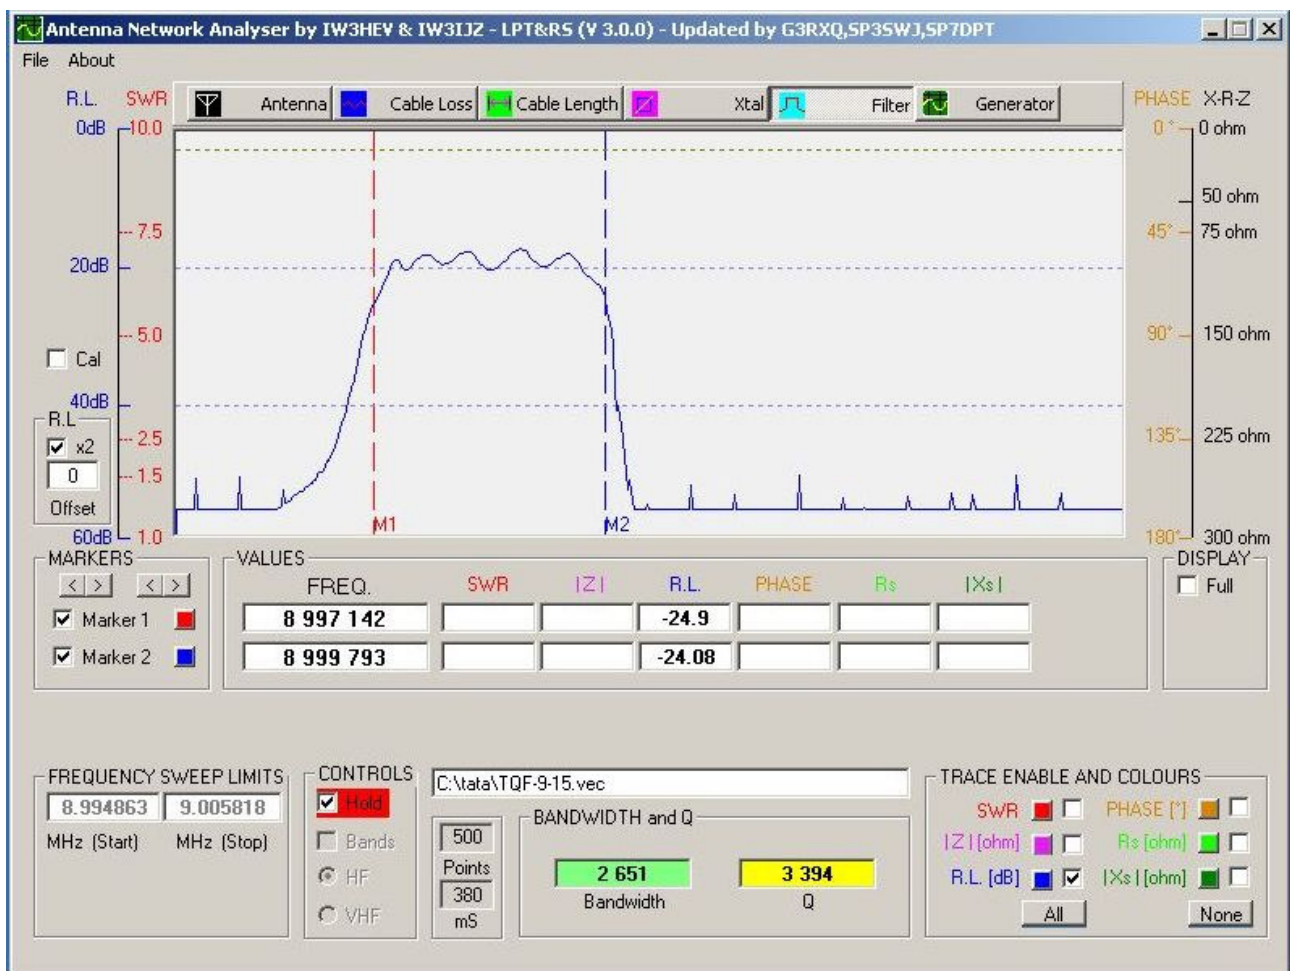 Antenna Network Analyser by IW3HEV & IW3IJZ - LPT&RS (V 3.0.0) - Updated by G3RXQ,SP3SWJ,SP7DPT
File About
R.L. SWR Antenna Cable Loss Cable Length Xtal Filter Generator PHASE X-R-Z
0dB 10.0 0° 0 ohm
50 ohm
7.5 45° 75 ohm
20dB
5.0 90° 150 ohm
Cal
40dB
R.L
2.5 135° 225 ohm
x2
0 1.5
Offset
M1 M2
60dB 1.0 180° 300 ohm
MARKERS VALUES DISPLAY
< > < > FREQ. SWR |Z| R.L. PHASE Rs |Xs| Full
Marker 1 8 997 142 -24.9
Marker 2 8 999 793 -24.08
FREQUENCY SWEEP LIMITS CONTROLS C:\tata\TQF-9-15.vec TRACE ENABLE AND COLOURS
8.994863 9.005818 Hold BANDWIDTH and Q SWR PHASE [°]
MHz (Start) MHz (Stop) Bands 500 |Z| [ohm] Rs [ohm]
HF Points 2 651 3 394 R.L. [dB] |Xs| [ohm]
380 Bandwidth Q
VHF mS All None